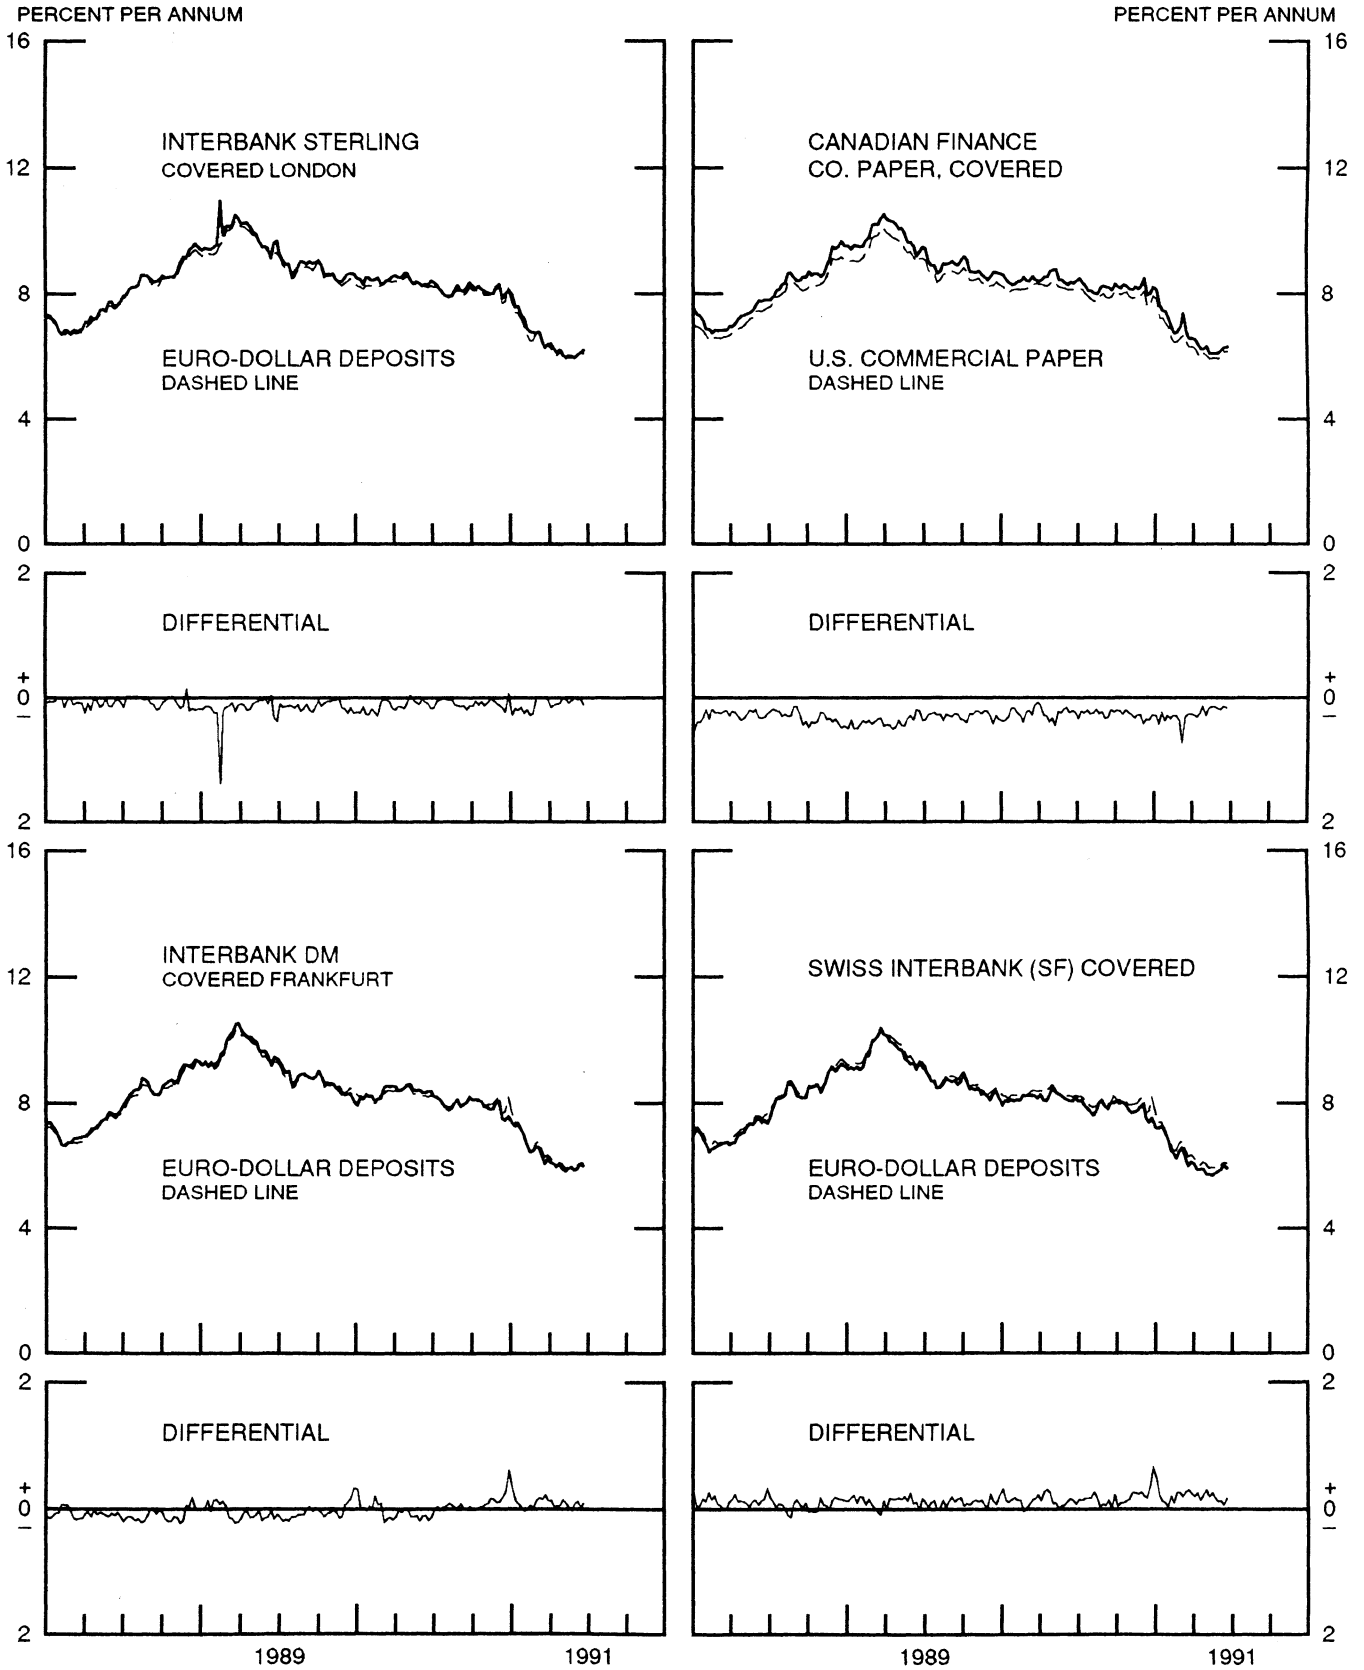 PERCENT PER ANNUM
PERCENT PER ANNUM
16
12
8
4
0
INTERBANK STERLING
COVERED LONDON
EURO-DOLLAR DEPOSITS
DASHED LINE
CANADIAN FINANCE
CO. PAPER, COVERED
U.S. COMMERCIAL PAPER
DASHED LINE
16
12
8
4
0
2
+
0
−
2
DIFFERENTIAL
DIFFERENTIAL
2
+
0
−
2
16
12
8
4
0
INTERBANK DM
COVERED FRANKFURT
EURO-DOLLAR DEPOSITS
DASHED LINE
SWISS INTERBANK (SF) COVERED
EURO-DOLLAR DEPOSITS
DASHED LINE
16
12
8
4
0
2
+
0
−
2
DIFFERENTIAL
DIFFERENTIAL
2
+
0
−
2
1989
1991
1989
1991